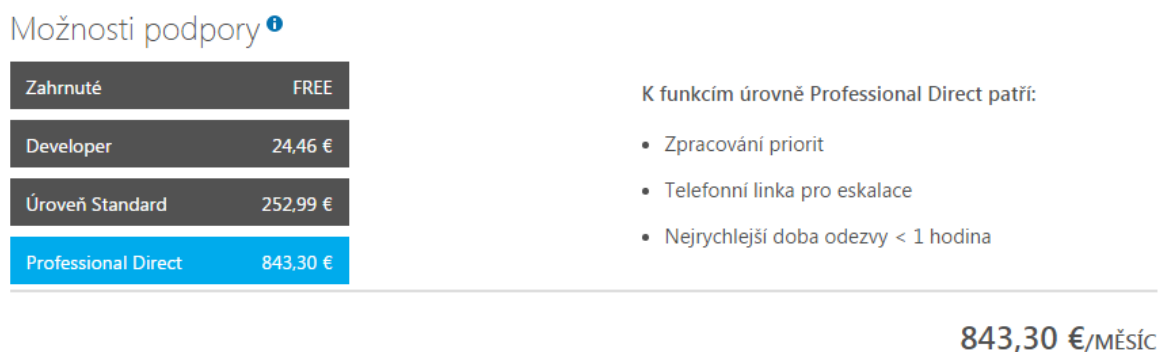 Možnosti podpory
Zahrnuté FREE
Developer 24,46 €
Úroveň Standard 252,99 €
Professional Direct 843,30 €
K funkcím úrovně Professional Direct patří:
• Zpracování priorit
• Telefonní linka pro eskalace
• Nejrychlejší doba odezvy < 1 hodina
843,30 €/MĚSÍC